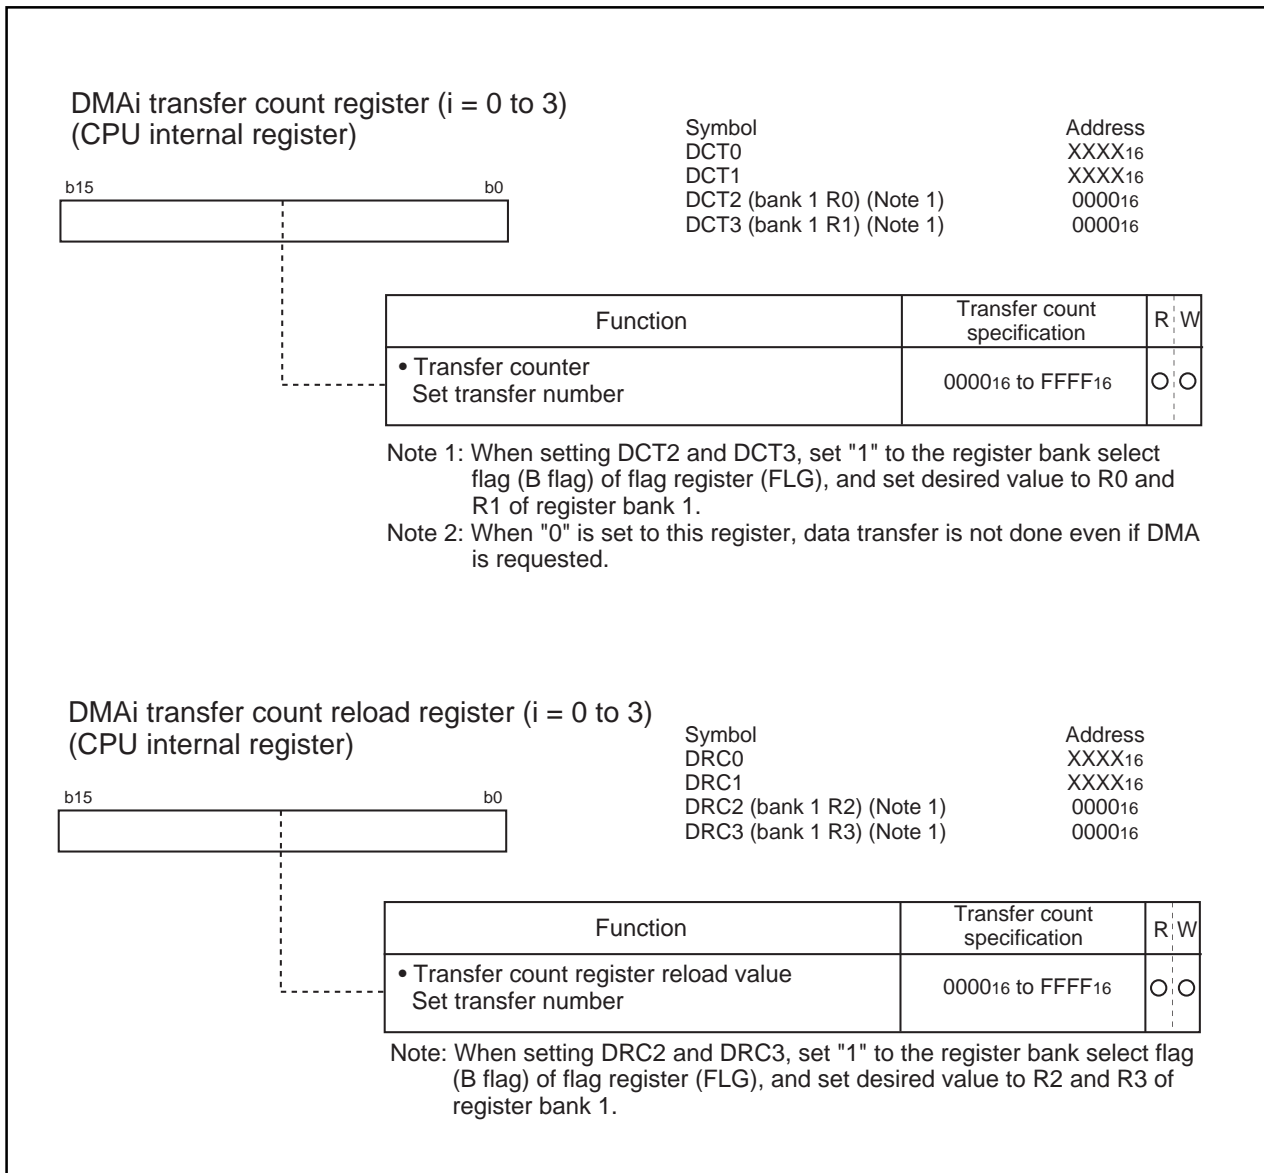 DMAi transfer count register (i = 0 to 3)
(CPU internal register)
Symbol Address
DCT0 XXXX16
DCT1 XXXX16
DCT2 (bank 1 R0) (Note 1) 000016
DCT3 (bank 1 R1) (Note 1) 000016
b15 b0
Function Transfer count specification R W
• Transfer counter
Set transfer number 000016 to FFFF16 O O
Note 1: When setting DCT2 and DCT3, set "1" to the register bank select
flag (B flag) of flag register (FLG), and set desired value to R0 and
R1 of register bank 1.
Note 2: When "0" is set to this register, data transfer is not done even if DMA
is requested.
DMAi transfer count reload register (i = 0 to 3)
(CPU internal register)
Symbol Address
DRC0 XXXX16
DRC1 XXXX16
DRC2 (bank 1 R2) (Note 1) 000016
DRC3 (bank 1 R3) (Note 1) 000016
b15 b0
Function Transfer count specification R W
• Transfer count register reload value
Set transfer number 000016 to FFFF16 O O
Note: When setting DRC2 and DRC3, set "1" to the register bank select flag
(B flag) of flag register (FLG), and set desired value to R2 and R3 of
register bank 1.